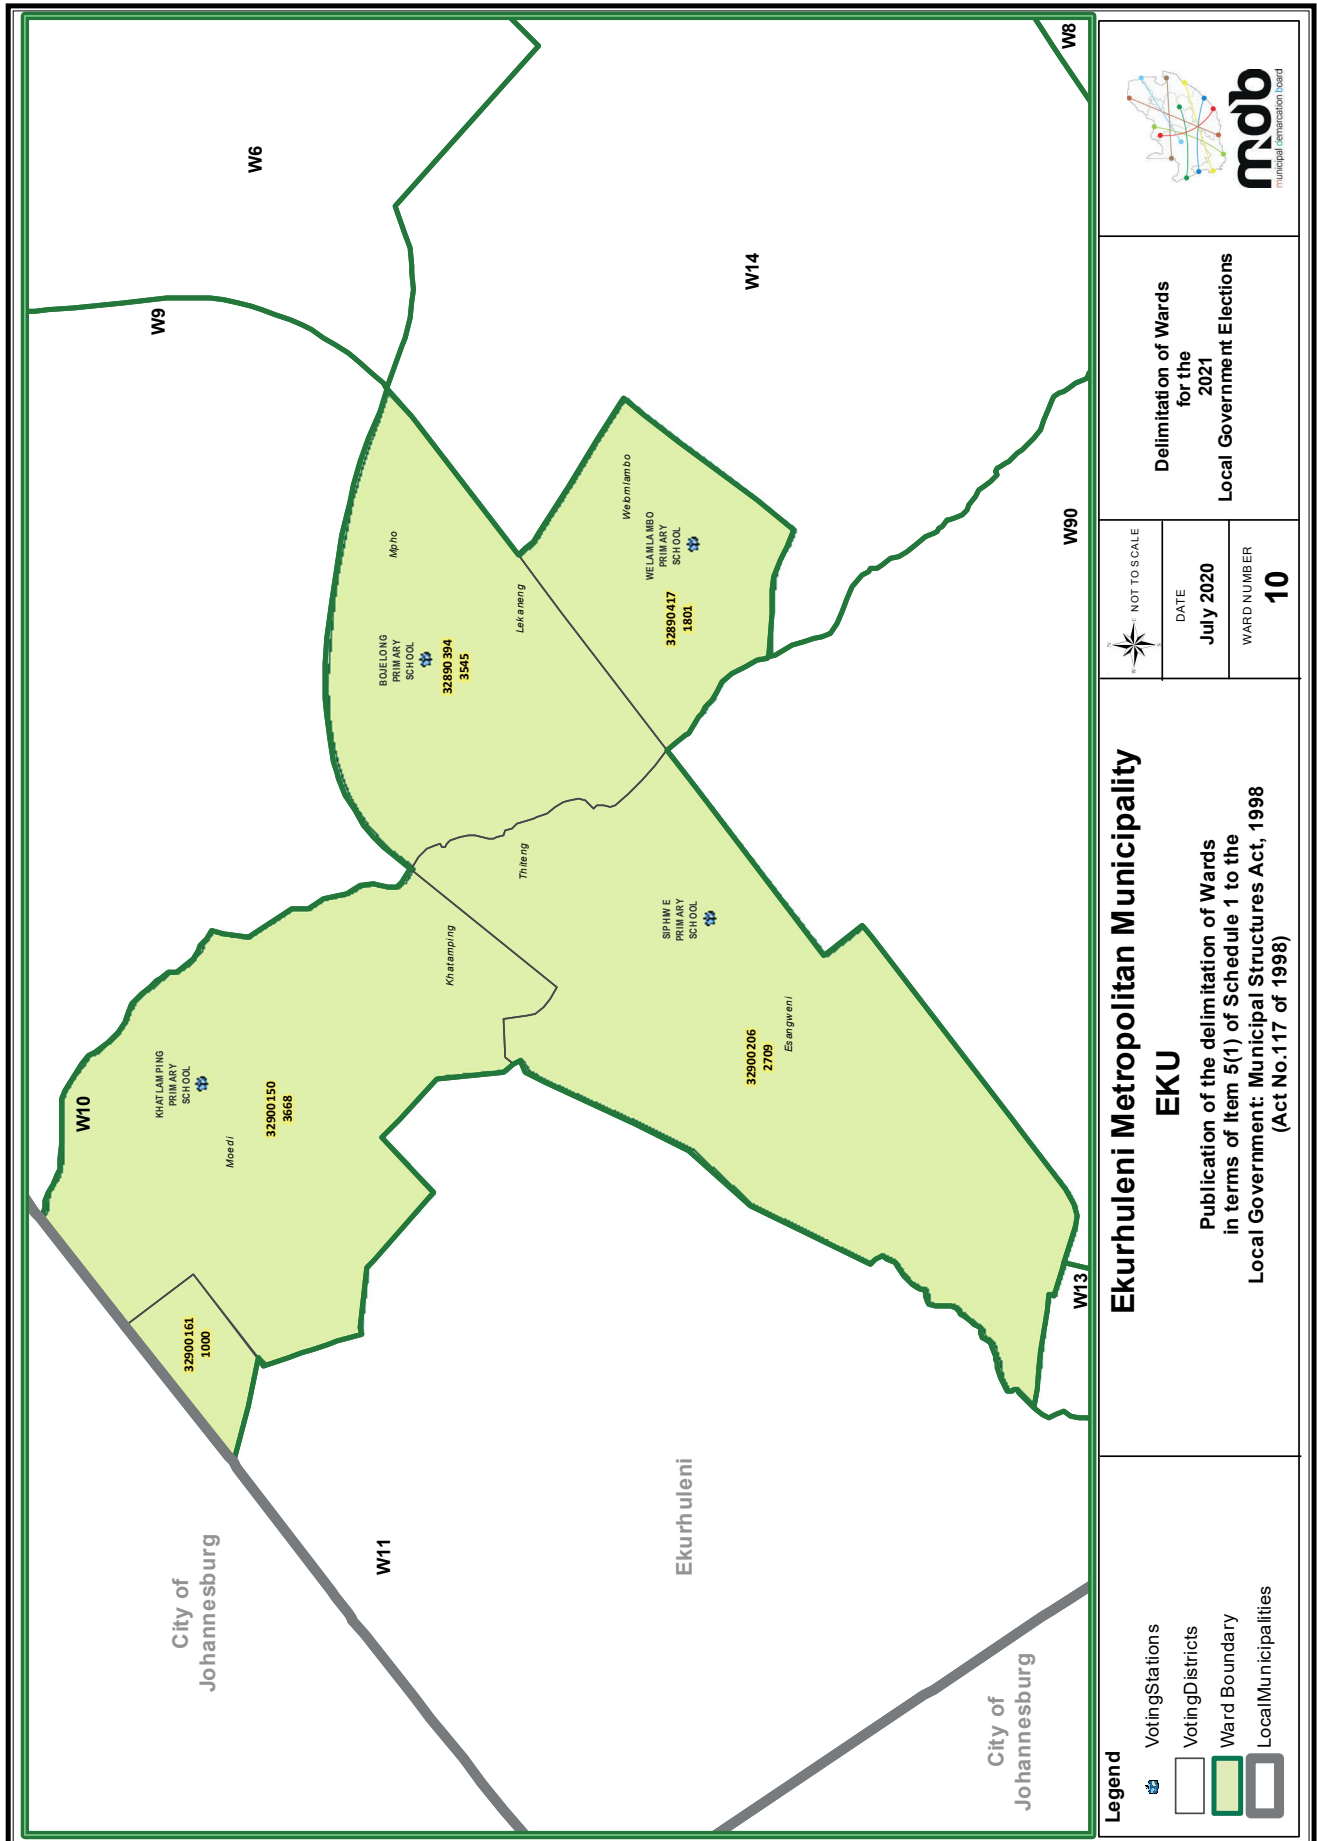 City of
Johannesburg
W11
Ekurhuleni
City of
Johannesburg
W10
KHATLAMPING
PRIMARY
SCHOOL
Moedi
32900150
3668
32900161
1000
Khatamping
Thiteng
SIPHIWE
PRIMARY
SCHOOL
32900206
2709
Esangweni
W13
BOJELONG
PRIMARY
SCHOOL
32890394
3545
Mpho
Lekaneng
Welomlambo
WELAMLAMBO
PRIMARY
SCHOOL
32890417
1801
W9
W6
W14
W90
W8
Legend
VotingStations
VotingDistricts
Ward Boundary
LocalMunicipalities
Ekurhuleni Metropolitan Municipality
EKU
Publication of the delimitation of Wards
in terms of Item 5(1) of Schedule 1 to the
Local Government: Municipal Structures Act, 1998
(Act No.117 of 1998)
NOT TO SCALE
DATE
July 2020
WARD NUMBER
10
Delimitation of Wards
for the
2021
Local Government Elections
mdb
municipal demarcation board